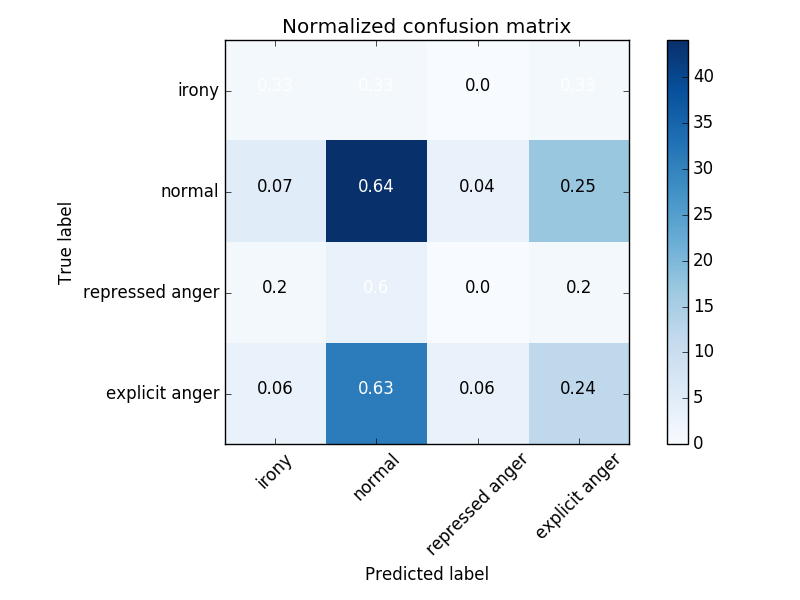 Normalized confusion matrix
irony 0.33 0.33 0.0 0.33
normal 0.07 0.64 0.04 0.25
repressed anger 0.2 0.6 0.0 0.2
explicit anger 0.06 0.63 0.06 0.24
True label
irony normal repressed anger explicit anger
Predicted label
40
35
30
25
20
15
10
5
0